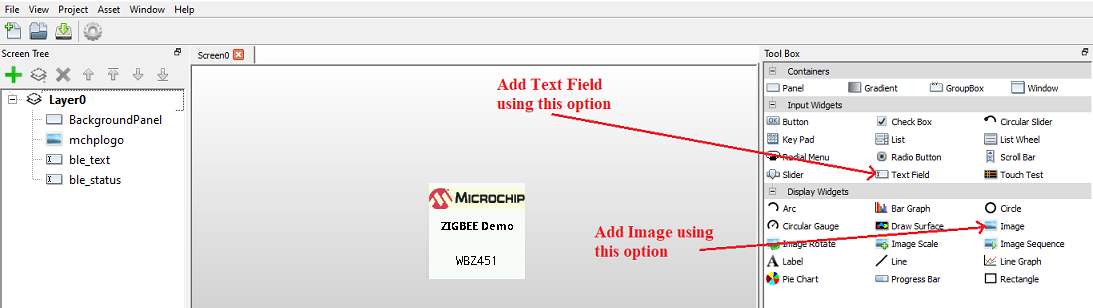 File View Project Asset Window Help
Screen Tree
Screen0
Tool Box
Layer0
BackgroundPanel
mchplogo
ble_text
ble_status
Add Text Field
using this option
MICROCHIP
ZIGBEE Demo
WBZ451
Add Image using
this option
Containers
Panel Gradient GroupBox Window
Input Widgets
Button Check Box Circular Slider
Key Pad List List Wheel
Radial Menu Radio Button Scroll Bar
Slider Text Field Touch Test
Display Widgets
Arc Bar Graph Circle
Circular Gauge Draw Surface Image
Image Rotate Image Scale Image Sequence
Label Line Line Graph
Pie Chart Progress Bar Rectangle